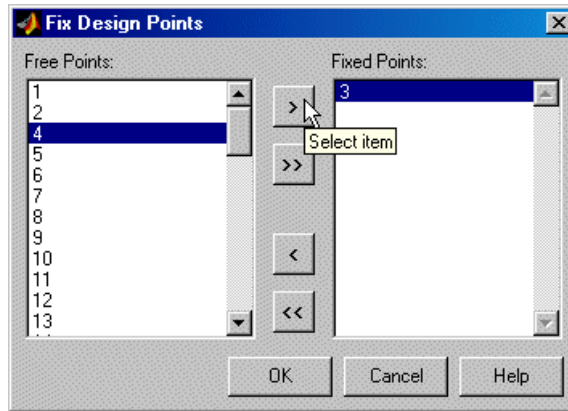 Fix Design Points
Free Points:
Fixed Points:
1
2
4
5
6
7
8
9
10
11
12
13
3
>
Select item
>>
<
<<
OK
Cancel
Help